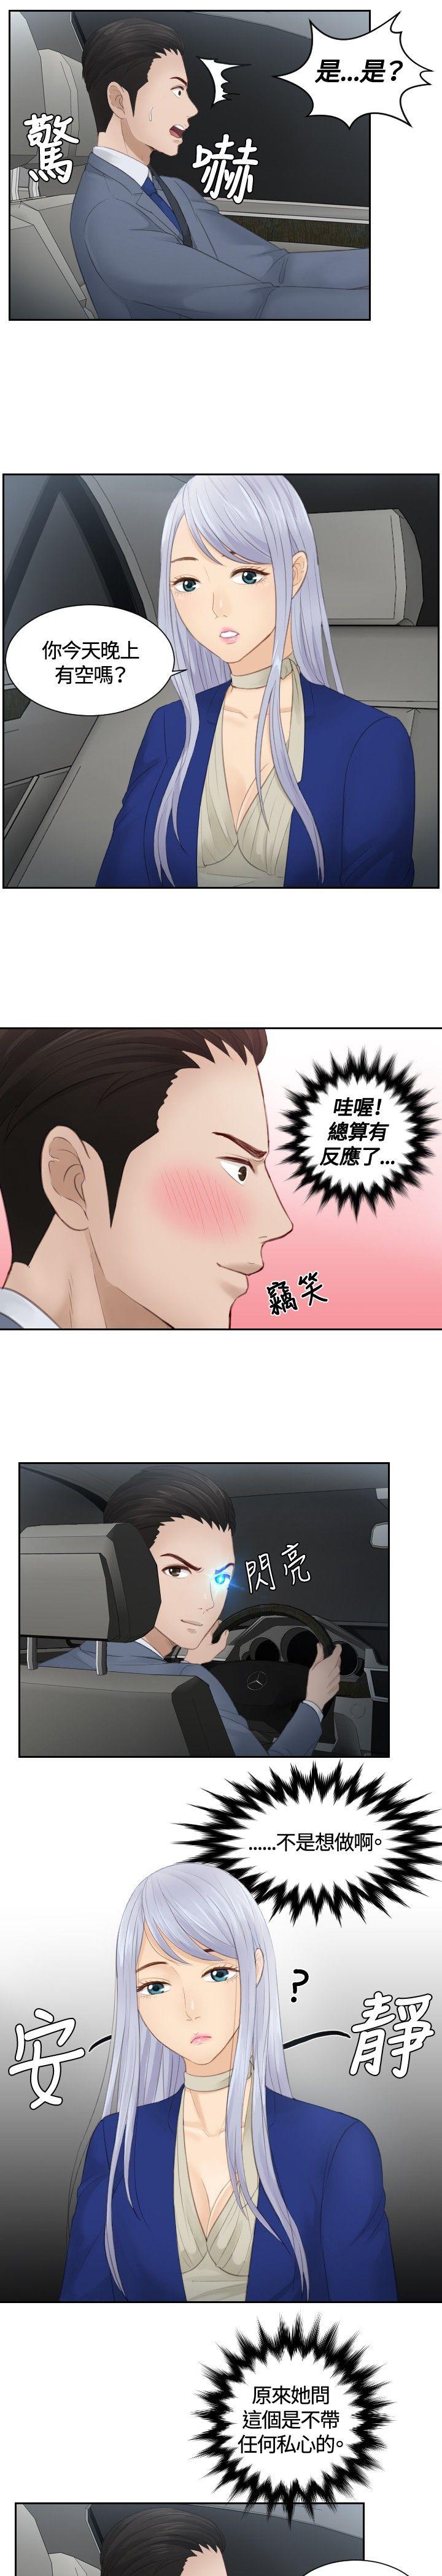 是...是?
驚
嚇
你今天晚上
有空嗎?
哇喔!
總算有
反應了...
竊笑
閃亮
......不是想做啊。
?
安
靜
原來她問
這個是不帶
任何私心的。